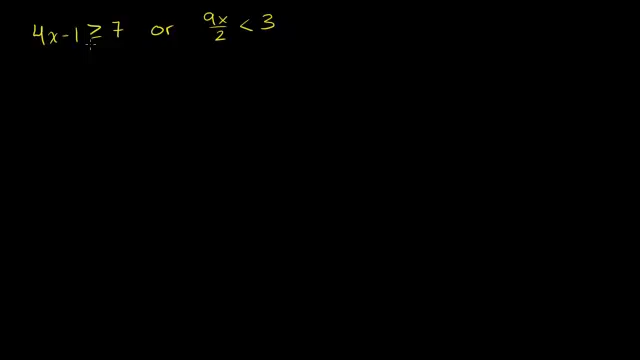 4x-1 ≥ 7 or 9x/2 < 3